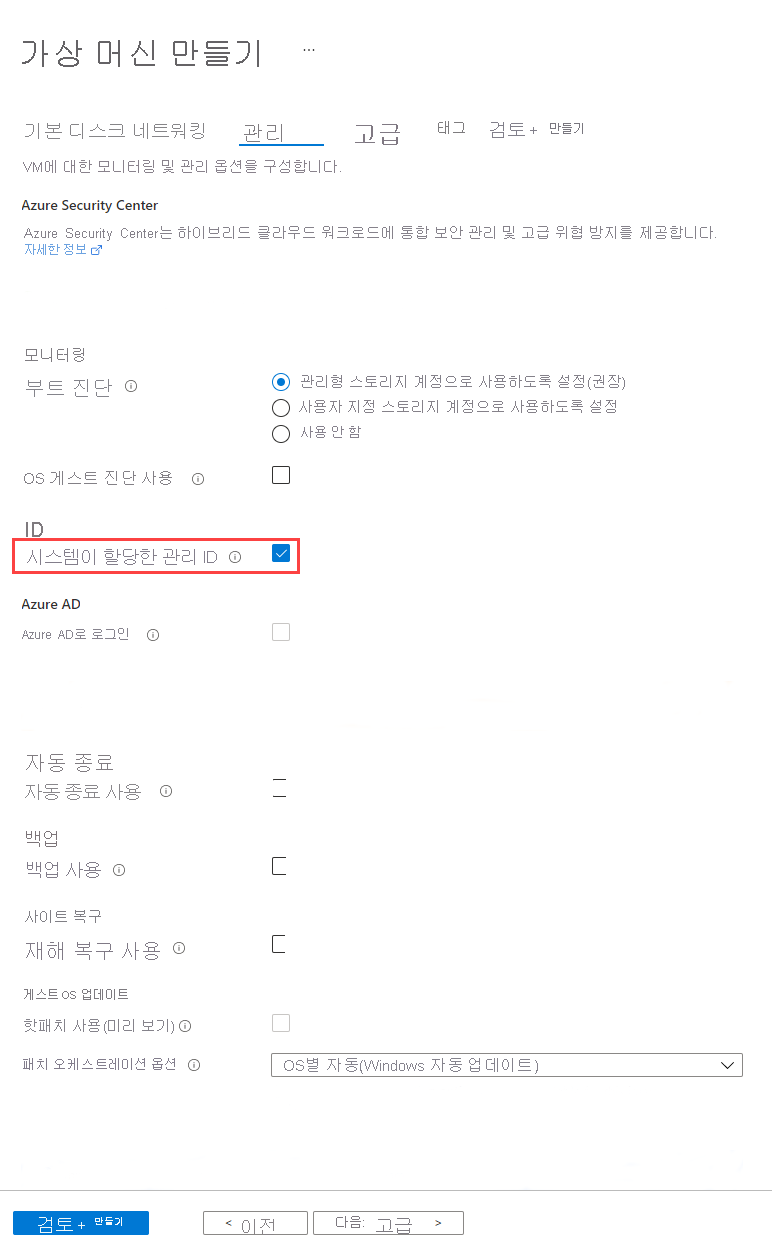 가상 머신 만들기 ...
기본 디스크 네트워킹 관리 고급 태그 검토 + 만들기
VM에 대한 모니터링 및 관리 옵션을 구성합니다.
Azure Security Center
Azure Security Center는 하이브리드 클라우드 워크로드에 통합 보안 관리 및 고급 위협 방지를 제공합니다.
자세한 정보
모니터링
부트 진단
관리형 스토리지 계정으로 사용하도록 설정(권장)
사용자 지정 스토리지 계정으로 사용하도록 설정
사용 안 함
OS 게스트 진단 사용
ID
시스템이 할당한 관리 ID
Azure AD
Azure AD로 로그인
자동 종료
자동 종료 사용
백업
백업 사용
사이트 복구
재해 복구 사용
게스트 OS 업데이트
핫패치 사용(미리 보기)
패치 오케스트레이션 옵션
OS별 자동(Windows 자동 업데이트)
검토 + 만들기
< 이전
다음: 고급 >